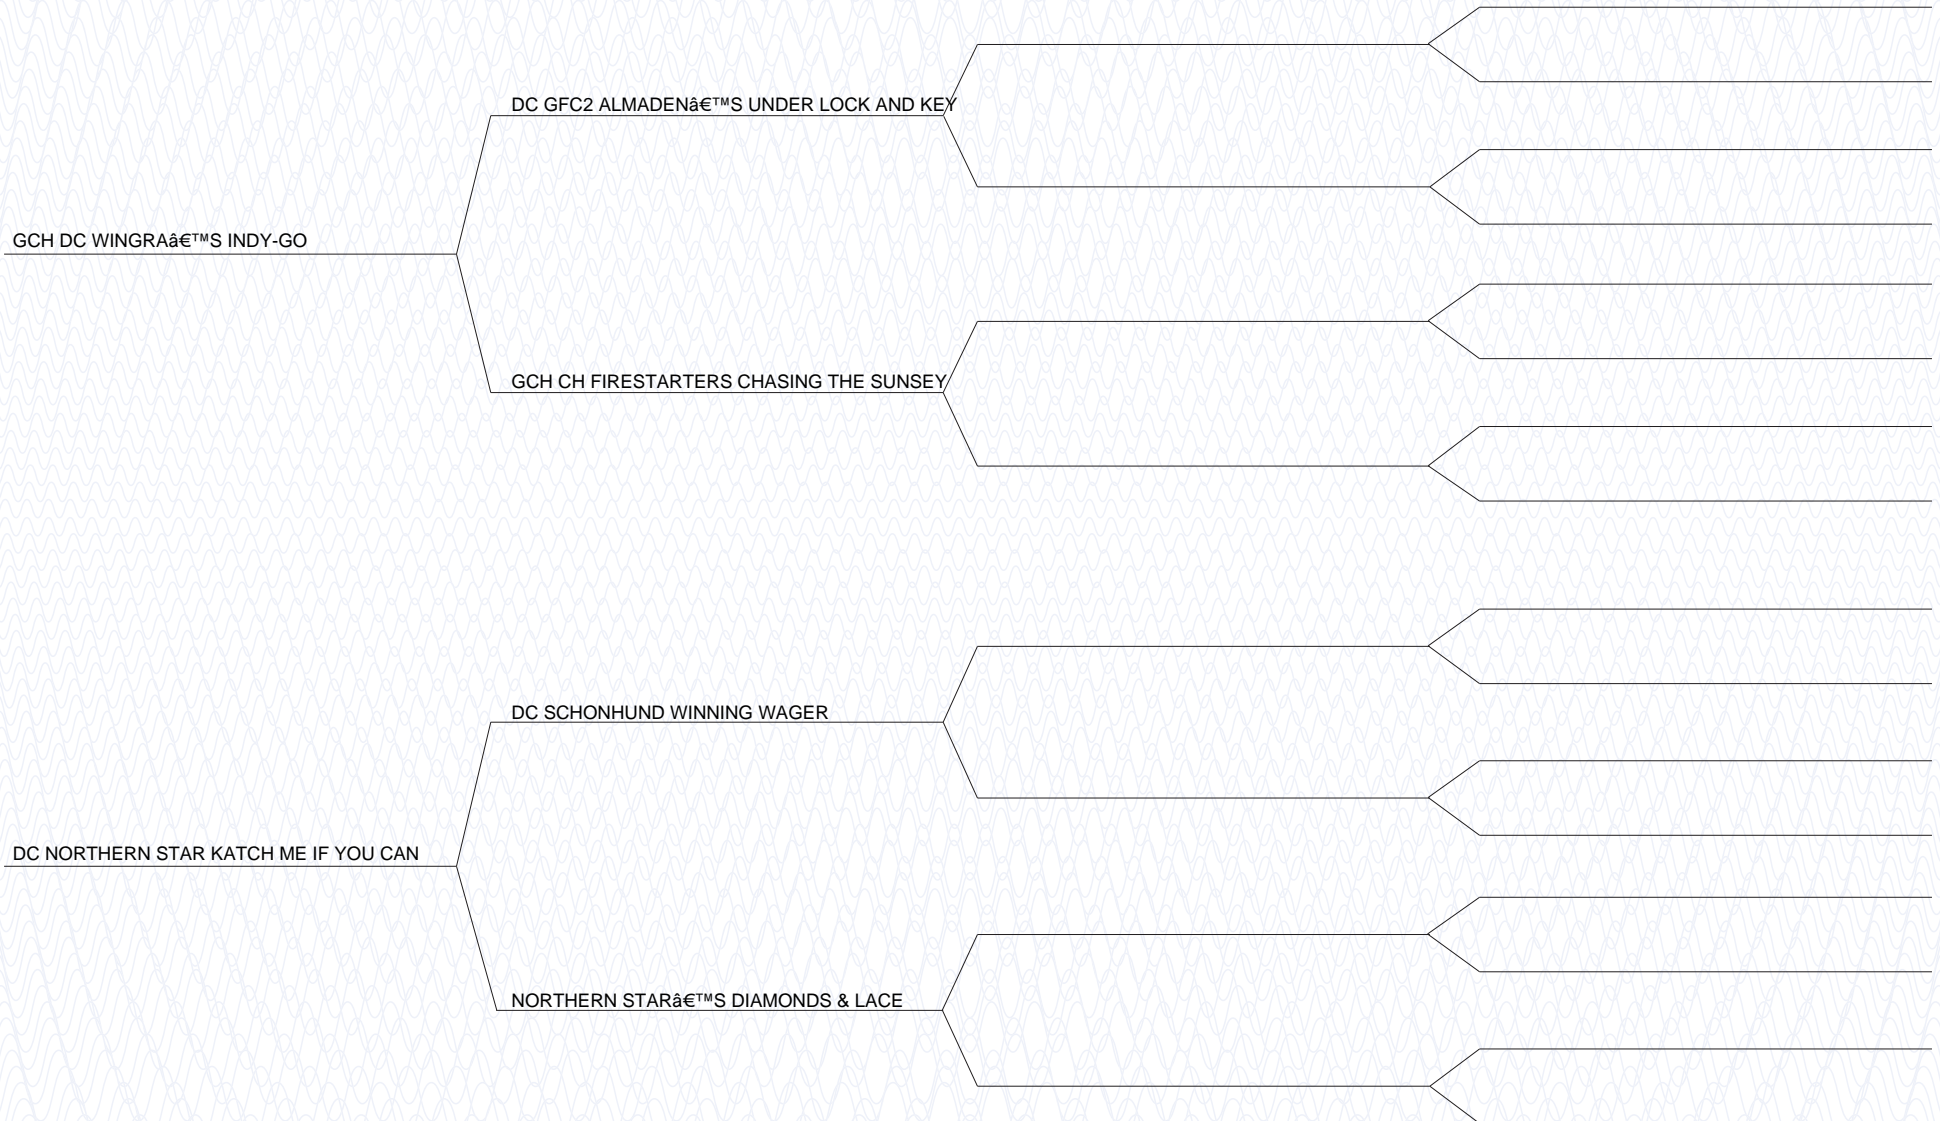 DC GFC2 ALMADENâ€™S UNDER LOCK AND KEY
GCH DC WINGRAâ€™S INDY-GO
GCH CH FIRESTARTERS CHASING THE SUNSEY
DC SCHONHUND WINNING WAGER
DC NORTHERN STAR KATCH ME IF YOU CAN
NORTHERN STARâ€™S DIAMONDS & LACE